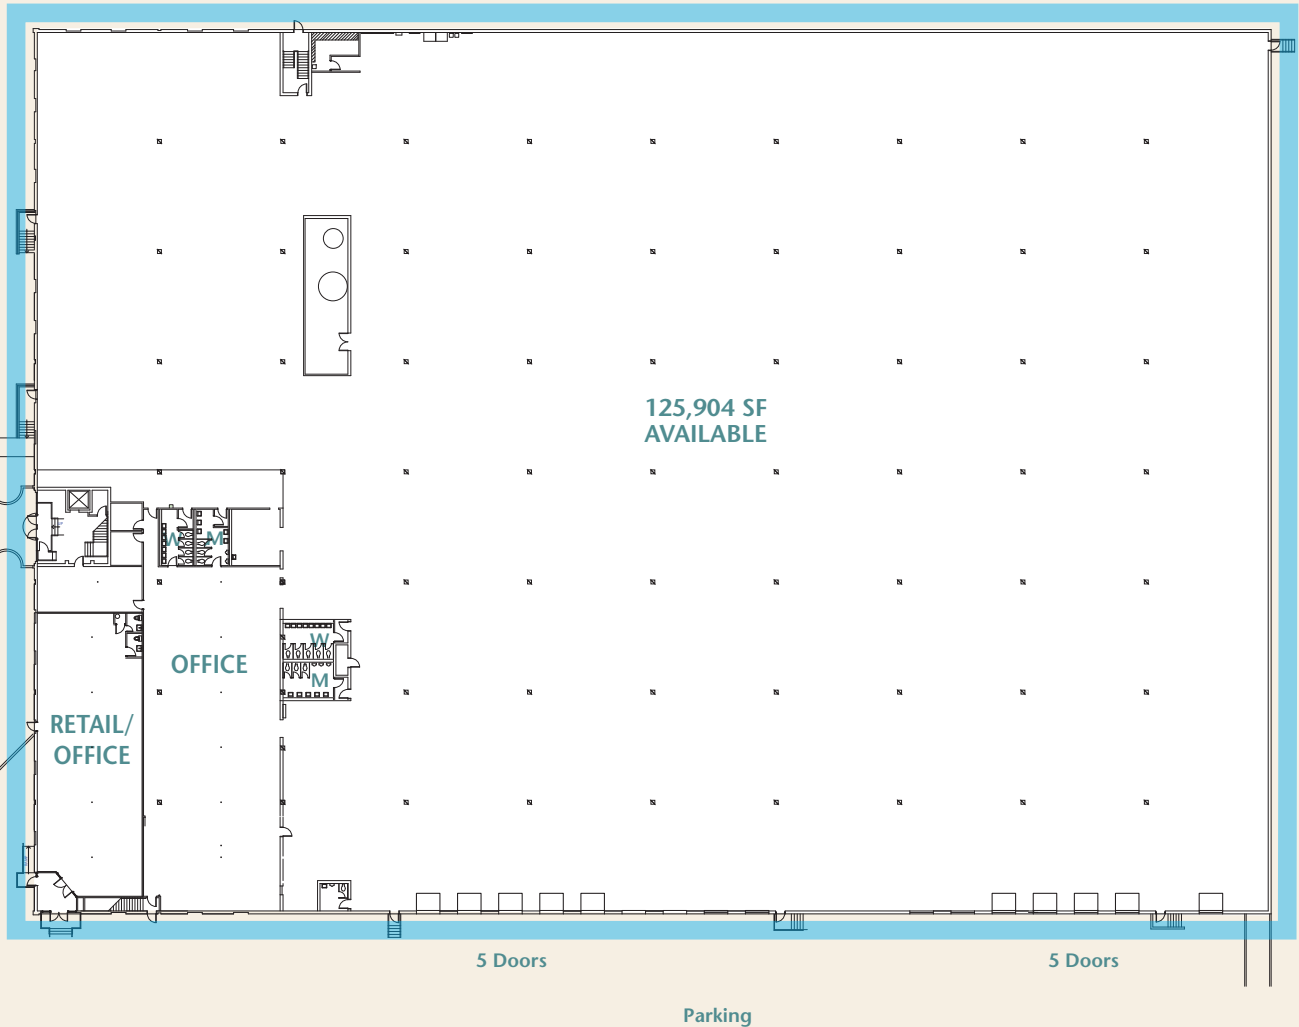 125,904 SF
AVAILABLE
W
M
W
M
OFFICE
RETAIL/
OFFICE
5 Doors
5 Doors
Parking